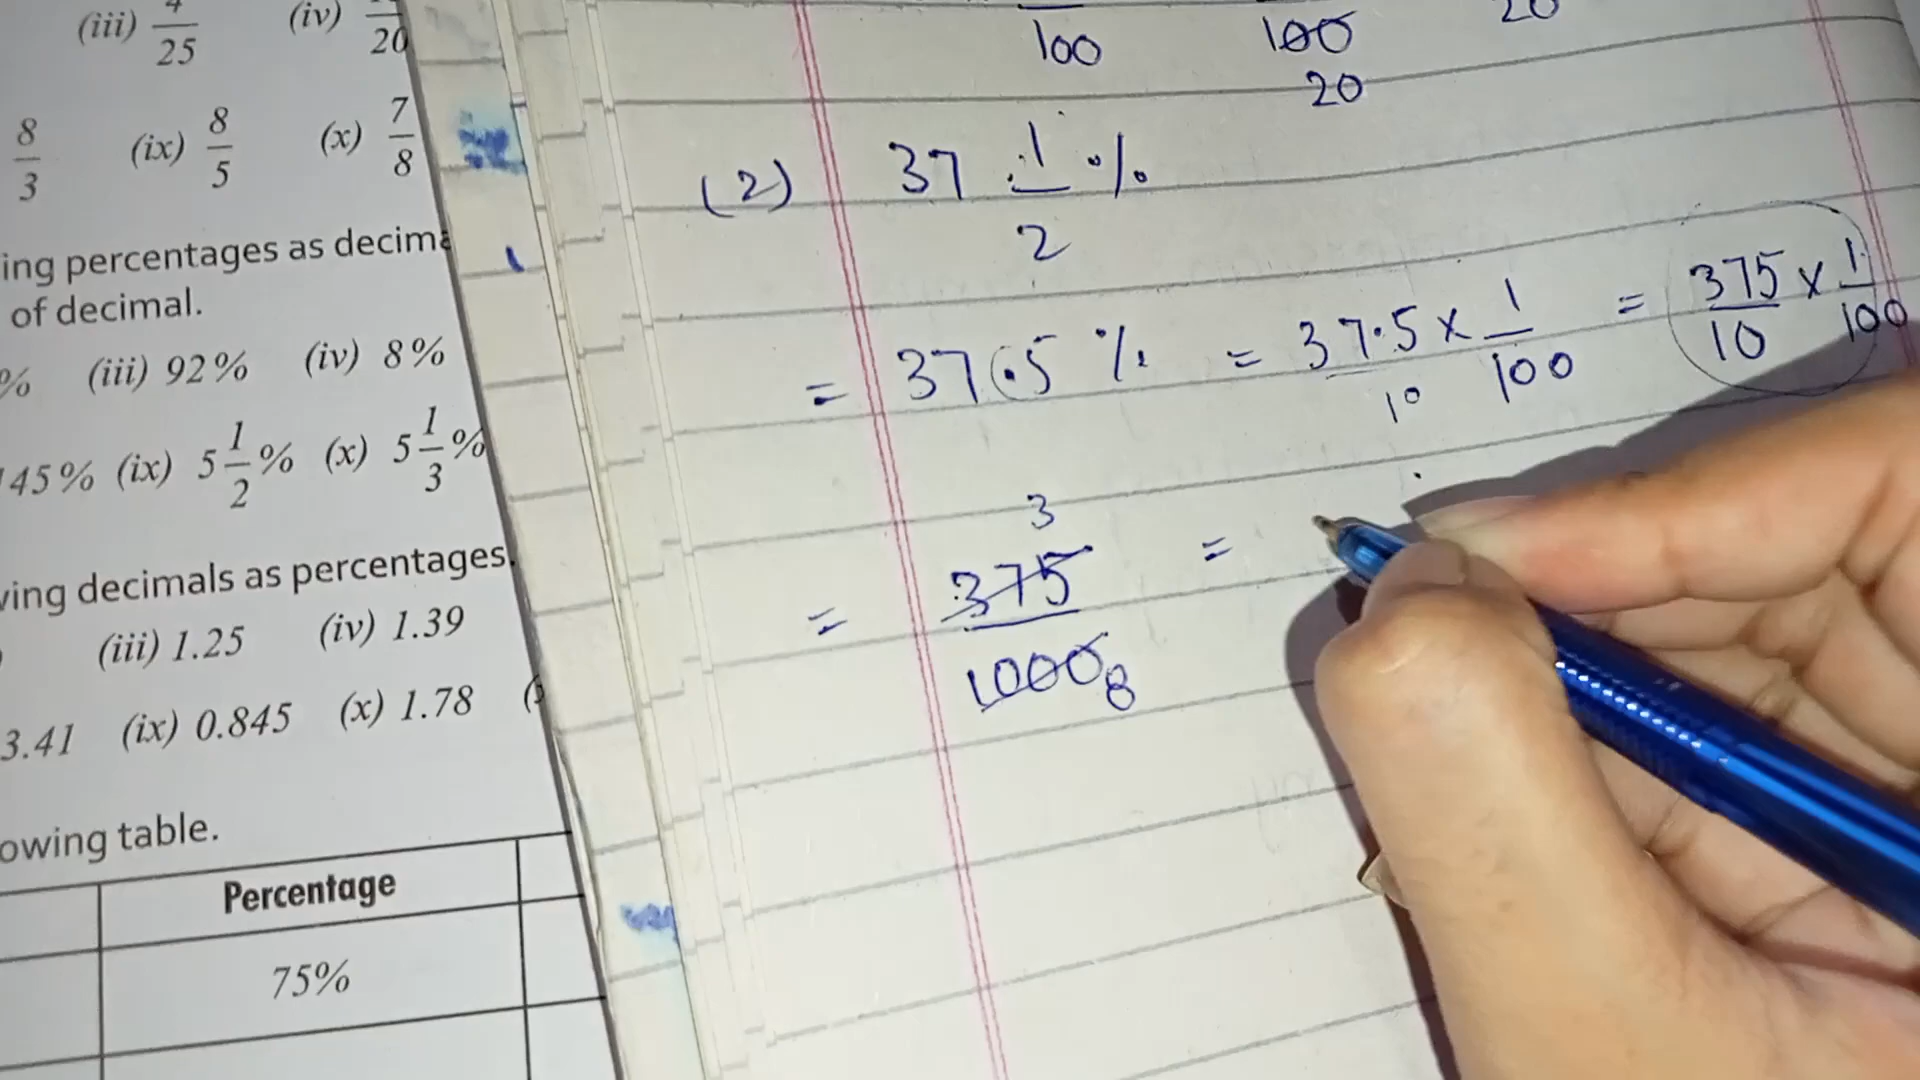 (iii) 4/25 (iv) /20
8/3 (ix) 8/5 (x) 7/8
ing percentages as decima
of decimal.
% (iii) 92% (iv) 8%
145% (ix) 5 1/2 % (x) 5 1/3 %
ving decimals as percentages.
(iii) 1.25 (iv) 1.39
3.41 (ix) 0.845 (x) 1.78 (
owing table.
Percentage
75%
100 100 20
20
(2) 37 1/2 %
= 37.5 % = 37.5/10 × 1/100 = 375/10 × 1/100
3
= 375/1000 =
8